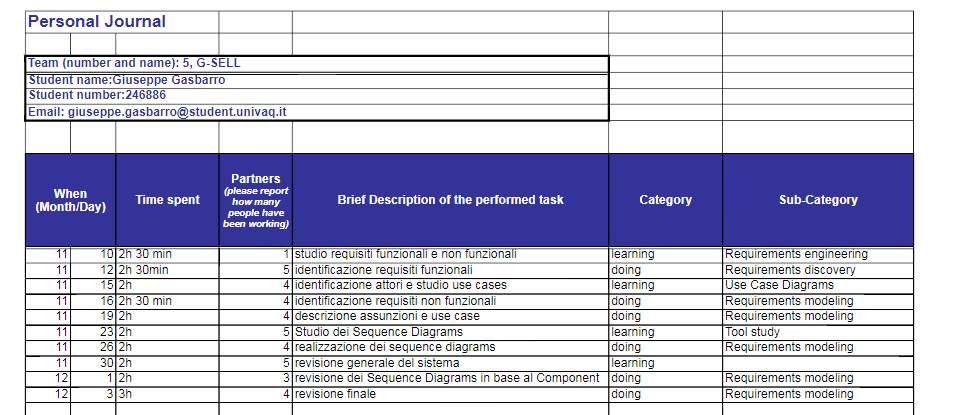 Personal Journal
Team (number and name): 5, G-SELL
Student name:Giuseppe Gasbarro
Student number:246886
Email: giuseppe.gasbarro@student.univaq.it
When (Month/Day) Time spent Partners (please report how many people have been working) Brief Description of the performed task Category Sub-Category
11 10 2h 30 min 1 studio requisiti funzionali e non funzionali learning Requirements engineering
11 12 2h 30min 5 identificazione requisiti funzionali doing Requirements discovery
11 15 2h 4 identificazione attori e studio use cases learning Use Case Diagrams
11 16 2h 30 min 4 identificazione requisiti non funzionali doing Requirements modeling
11 19 2h 4 descrizione assunzioni e use case doing Requirements modeling
11 23 2h 5 Studio dei Sequence Diagrams learning Tool study
11 26 2h 4 realizzazione dei sequence diagrams doing Requirements modeling
11 30 2h 5 revisione generale del sistema learning
12 1 2h 3 revisione dei Sequence Diagrams in base al Component doing Requirements modeling
12 3 3h 4 revisione finale doing Requirements modeling